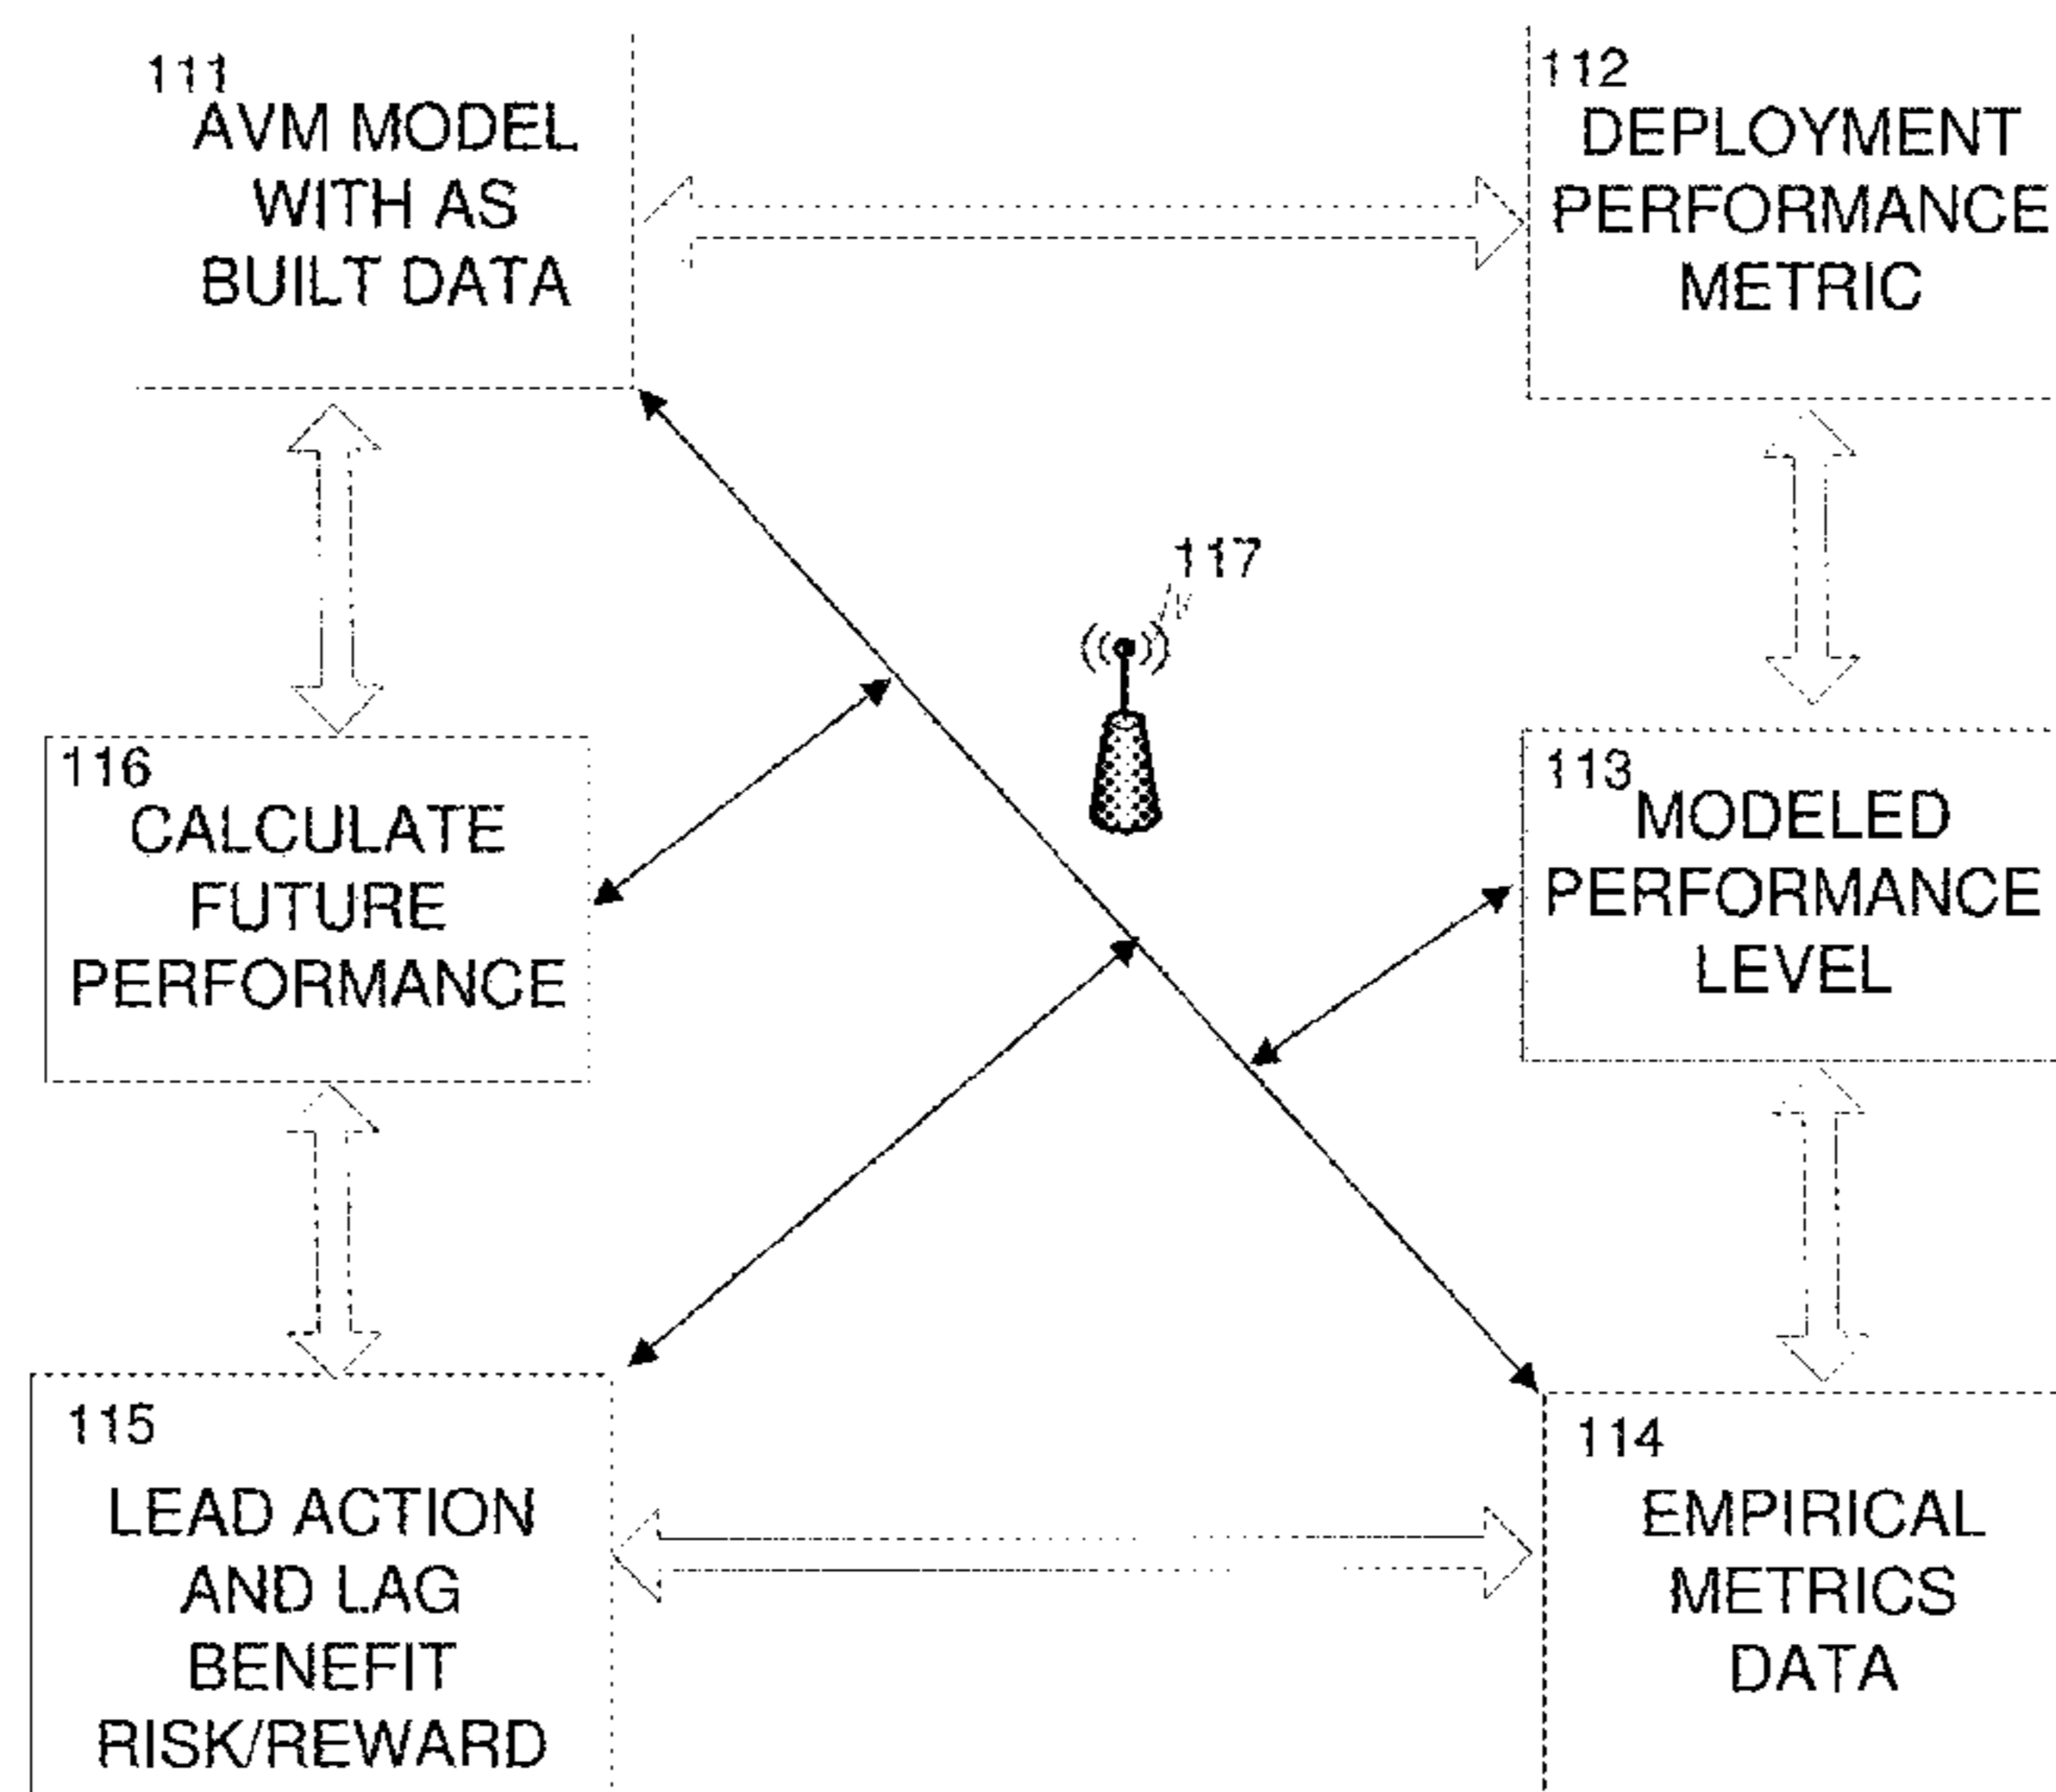 111
AVM MODEL
WITH AS
BUILT DATA
112
DEPLOYMENT
PERFORMANCE
METRIC
117
116
CALCULATE
FUTURE
PERFORMANCE
113
MODELED
PERFORMANCE
LEVEL
115
LEAD ACTION
AND LAG
BENEFIT
RISK/REWARD
114
EMPIRICAL
METRICS
DATA